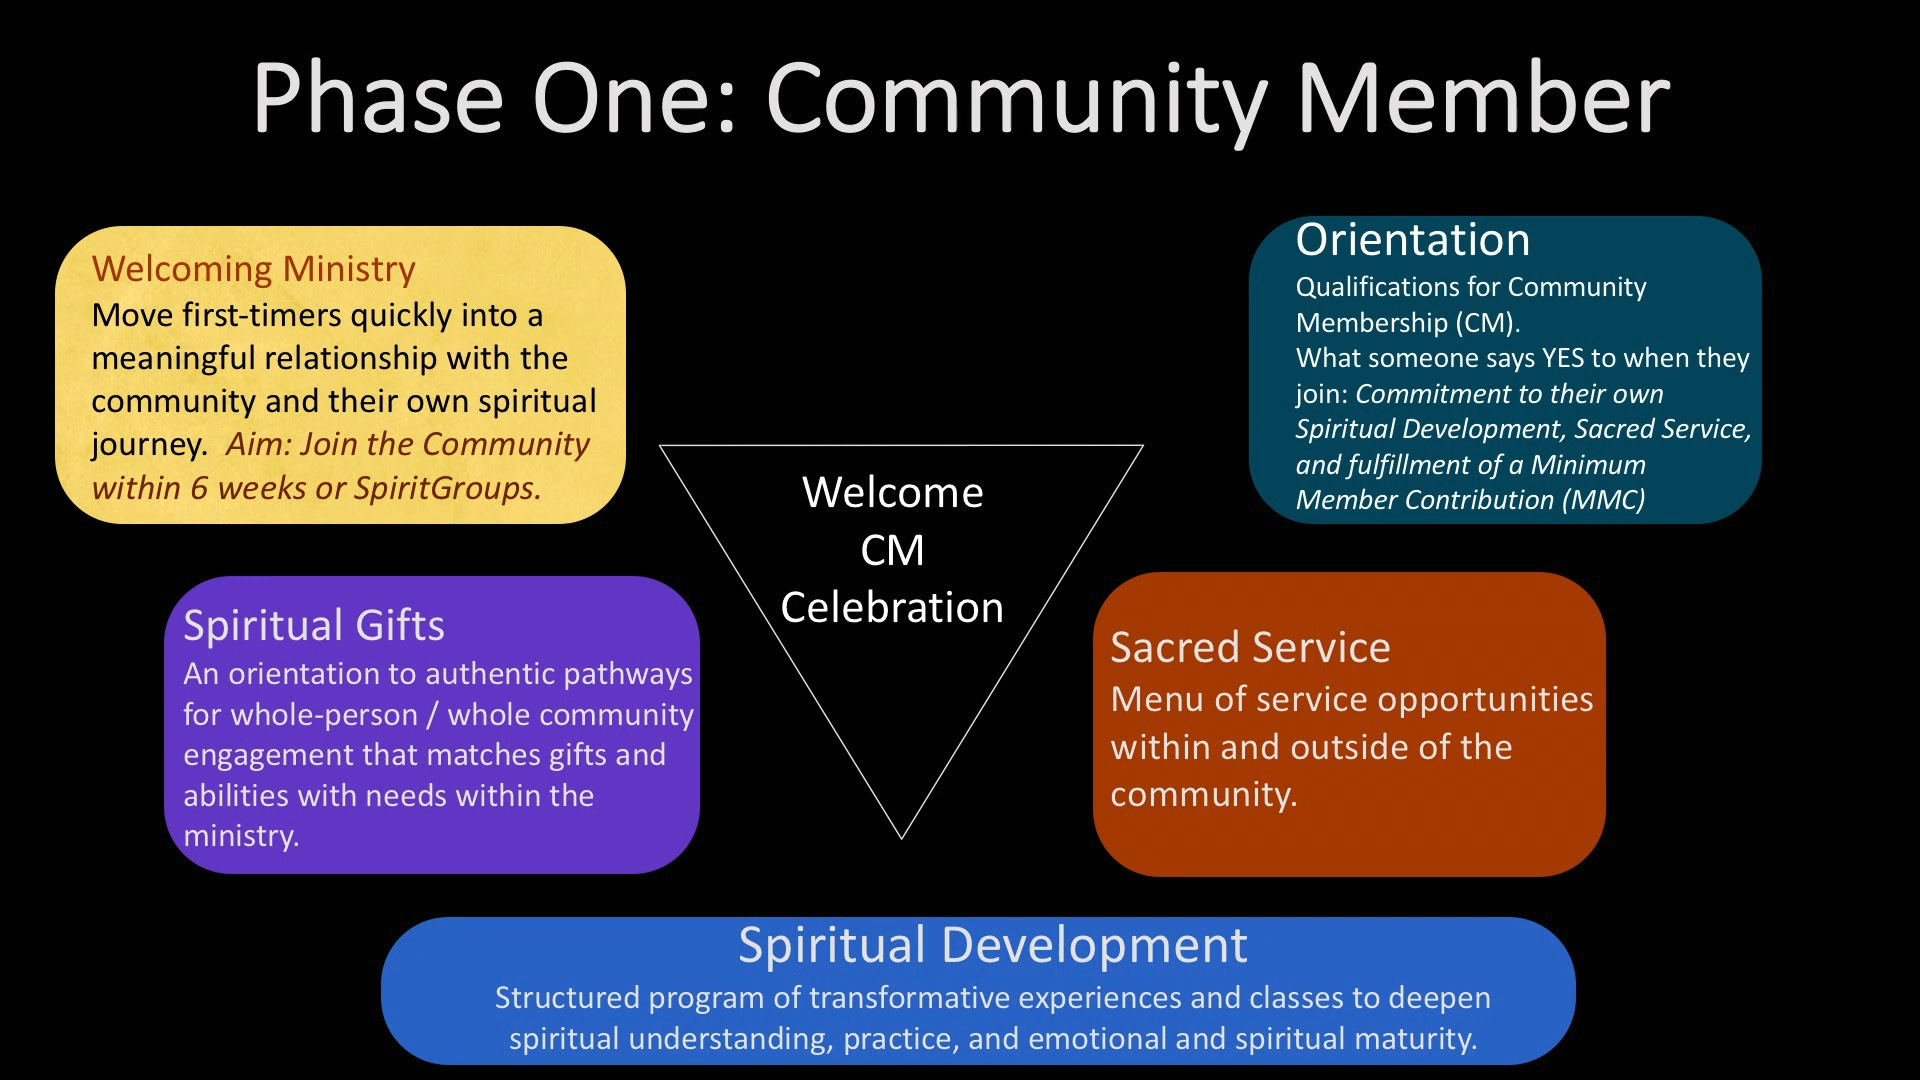 Phase One: Community Member
Welcoming Ministry
Move first-timers quickly into a
meaningful relationship with the
community and their own spiritual
journey.  Aim: Join the Community
within 6 weeks or SpiritGroups.
Orientation
Qualifications for Community
Membership (CM).
What someone says YES to when they
join: Commitment to their own
Spiritual Development, Sacred Service,
and fulfillment of a Minimum
Member Contribution (MMC)
Welcome
CM
Celebration
Spiritual Gifts
An orientation to authentic pathways
for whole-person / whole community
engagement that matches gifts and
abilities with needs within the
ministry.
Sacred Service
Menu of service opportunities
within and outside of the
community.
Spiritual Development
Structured program of transformative experiences and classes to deepen
spiritual understanding, practice, and emotional and spiritual maturity.